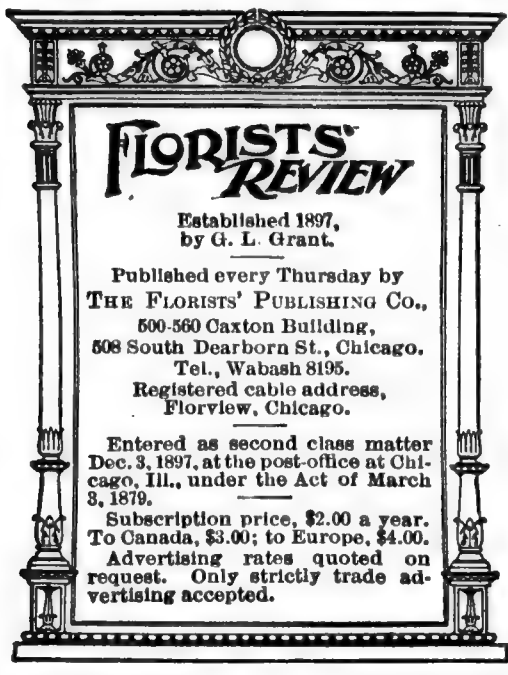 FLORISTS'
REVIEW
Established 1897,
by G. L. Grant.
Published every Thursday by
THE FLORISTS' PUBLISHING CO.,
500-560 Caxton Building,
508 South Dearborn St., Chicago.
Tel., Wabash 8195.
Registered cable address,
Florview, Chicago.
Entered as second class matter
Dec. 3, 1897, at the post-office at Chi-
cago, Ill., under the Act of March
3, 1879.
Subscription price, $2.00 a year.
To Canada, $3.00; to Europe, $4.00.
Advertising rates quoted on
request. Only strictly trade ad-
vertising accepted.